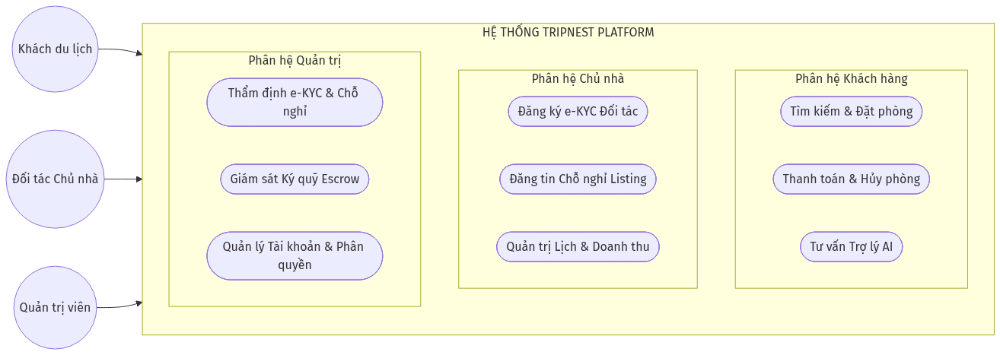 Khách du lịch
Đối tác Chủ nhà
Quản trị viên
HỆ THỐNG TRIPNEST PLATFORM
Phân hệ Quản trị
Thẩm định e-KYC & Chỗ
nghỉ
Giám sát Ký quỹ Escrow
Quản lý Tài khoản & Phân
quyền
Phân hệ Chủ nhà
Đăng ký e-KYC Đối tác
Đăng tin Chỗ nghỉ Listing
Quản trị Lịch & Doanh thu
Phân hệ Khách hàng
Tìm kiếm & Đặt phòng
Thanh toán & Hủy phòng
Tư vấn Trợ lý AI